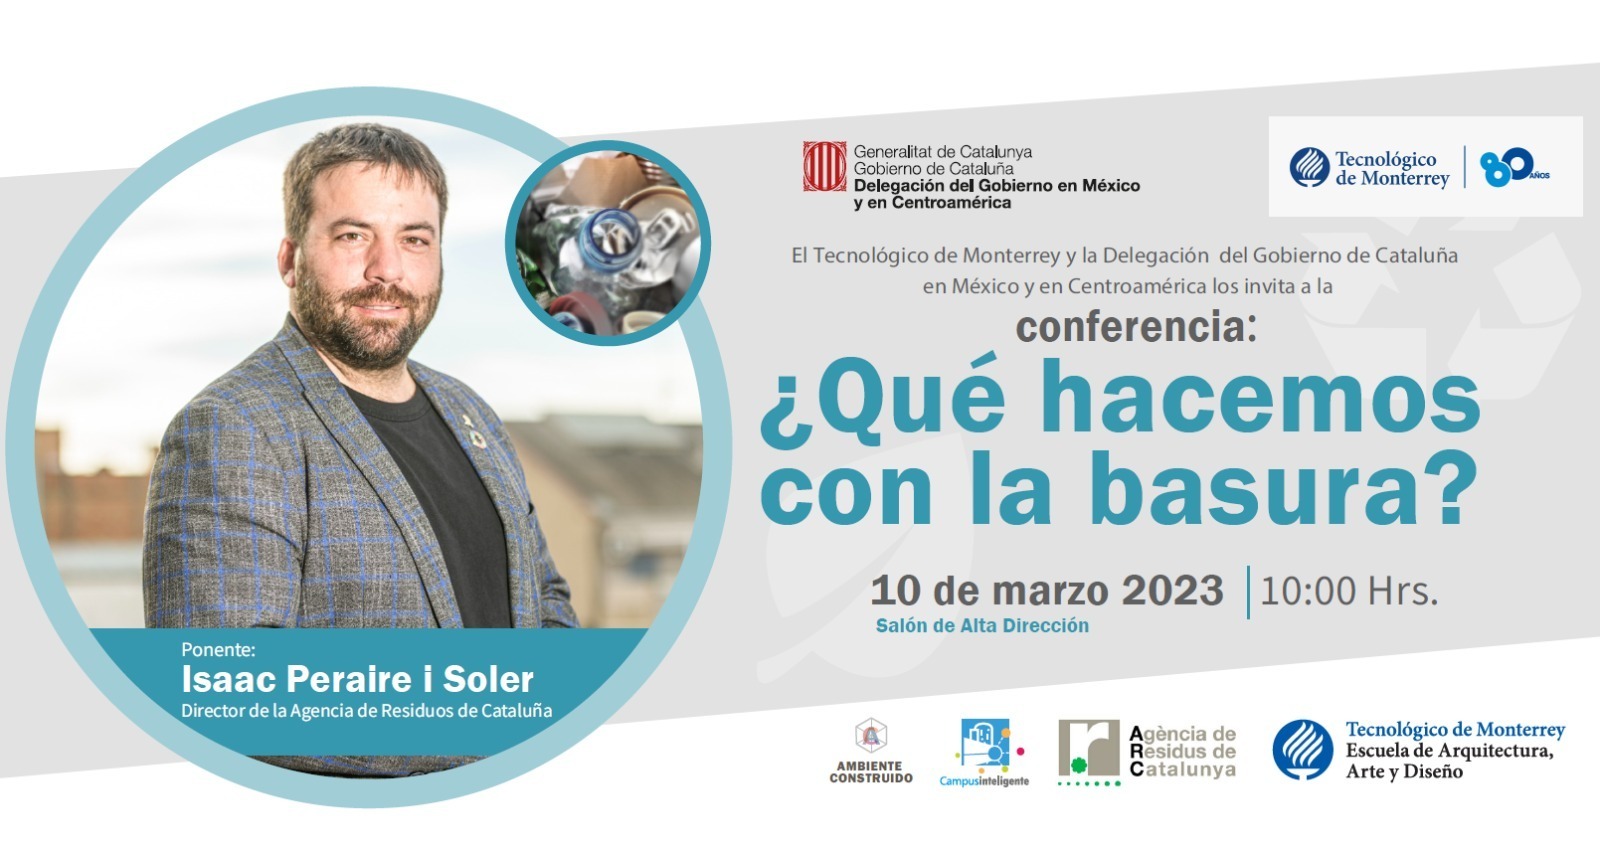 Generalitat de Catalunya
Gobierno de Cataluña
Delegación del Gobierno en México
y en Centroamérica
Tecnológico
de Monterrey
80 AÑOS
El Tecnológico de Monterrey y la Delegación del Gobierno de Cataluña
en México y en Centroamérica los invita a la
conferencia:
¿Qué hacemos
con la basura?
10 de marzo 2023 10:00 Hrs.
Salón de Alta Dirección
Ponente:
Isaac Peraire i Soler
Director de la Agencia de Residuos de Cataluña
AMBIENTE
CONSTRUIDO
Campusinteligente
r
Agència de
Residus de
Catalunya
Tecnológico de Monterrey
Escuela de Arquitectura,
Arte y Diseño